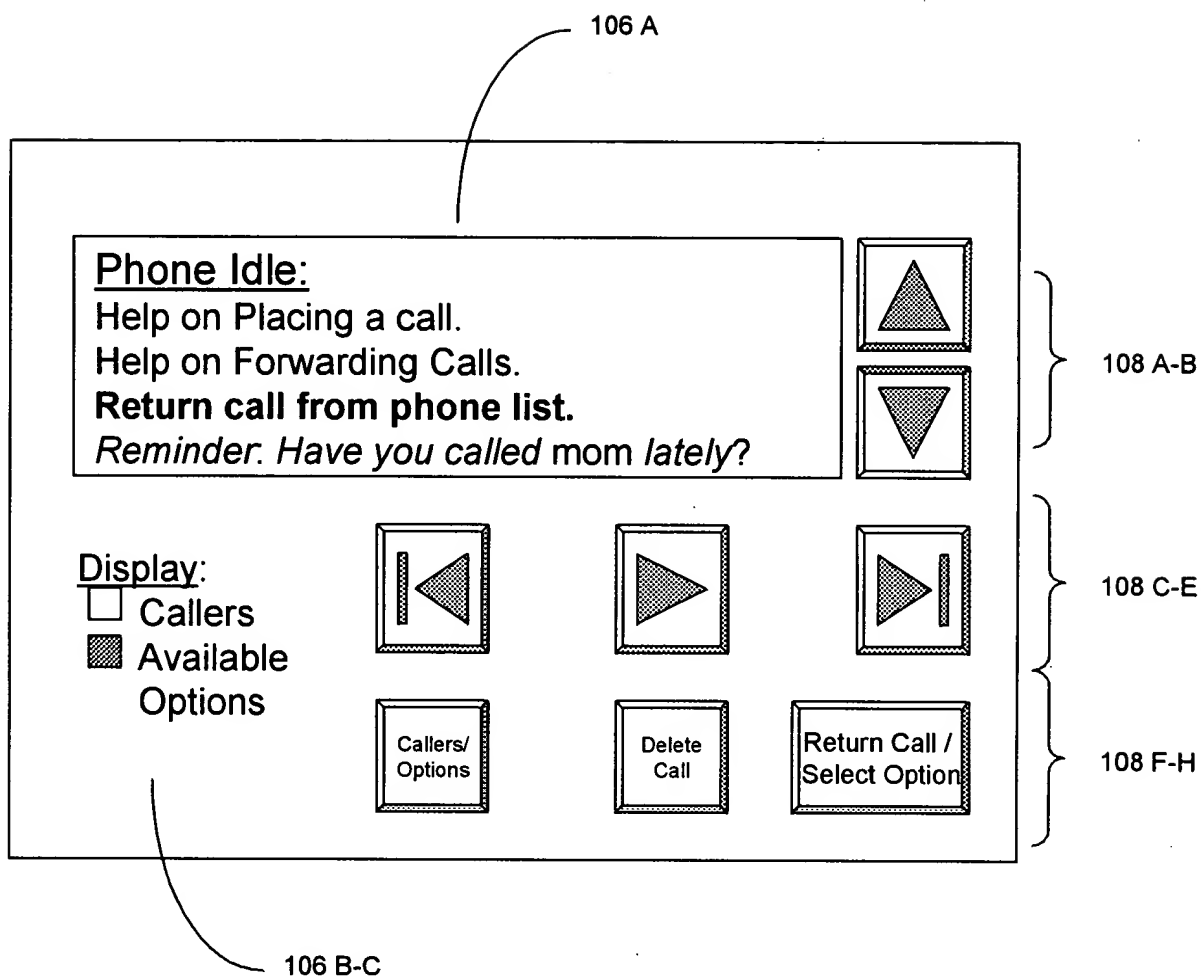 106 A
Phone Idle:
Help on Placing a call.
Help on Forwarding Calls.
Return call from phone list.
Reminder: Have you called mom lately?
108 A-B
Display:
Callers
Available
Options
108 C-E
Callers/
Options
Delete
Call
Return Call /
Select Option
108 F-H
106 B-C